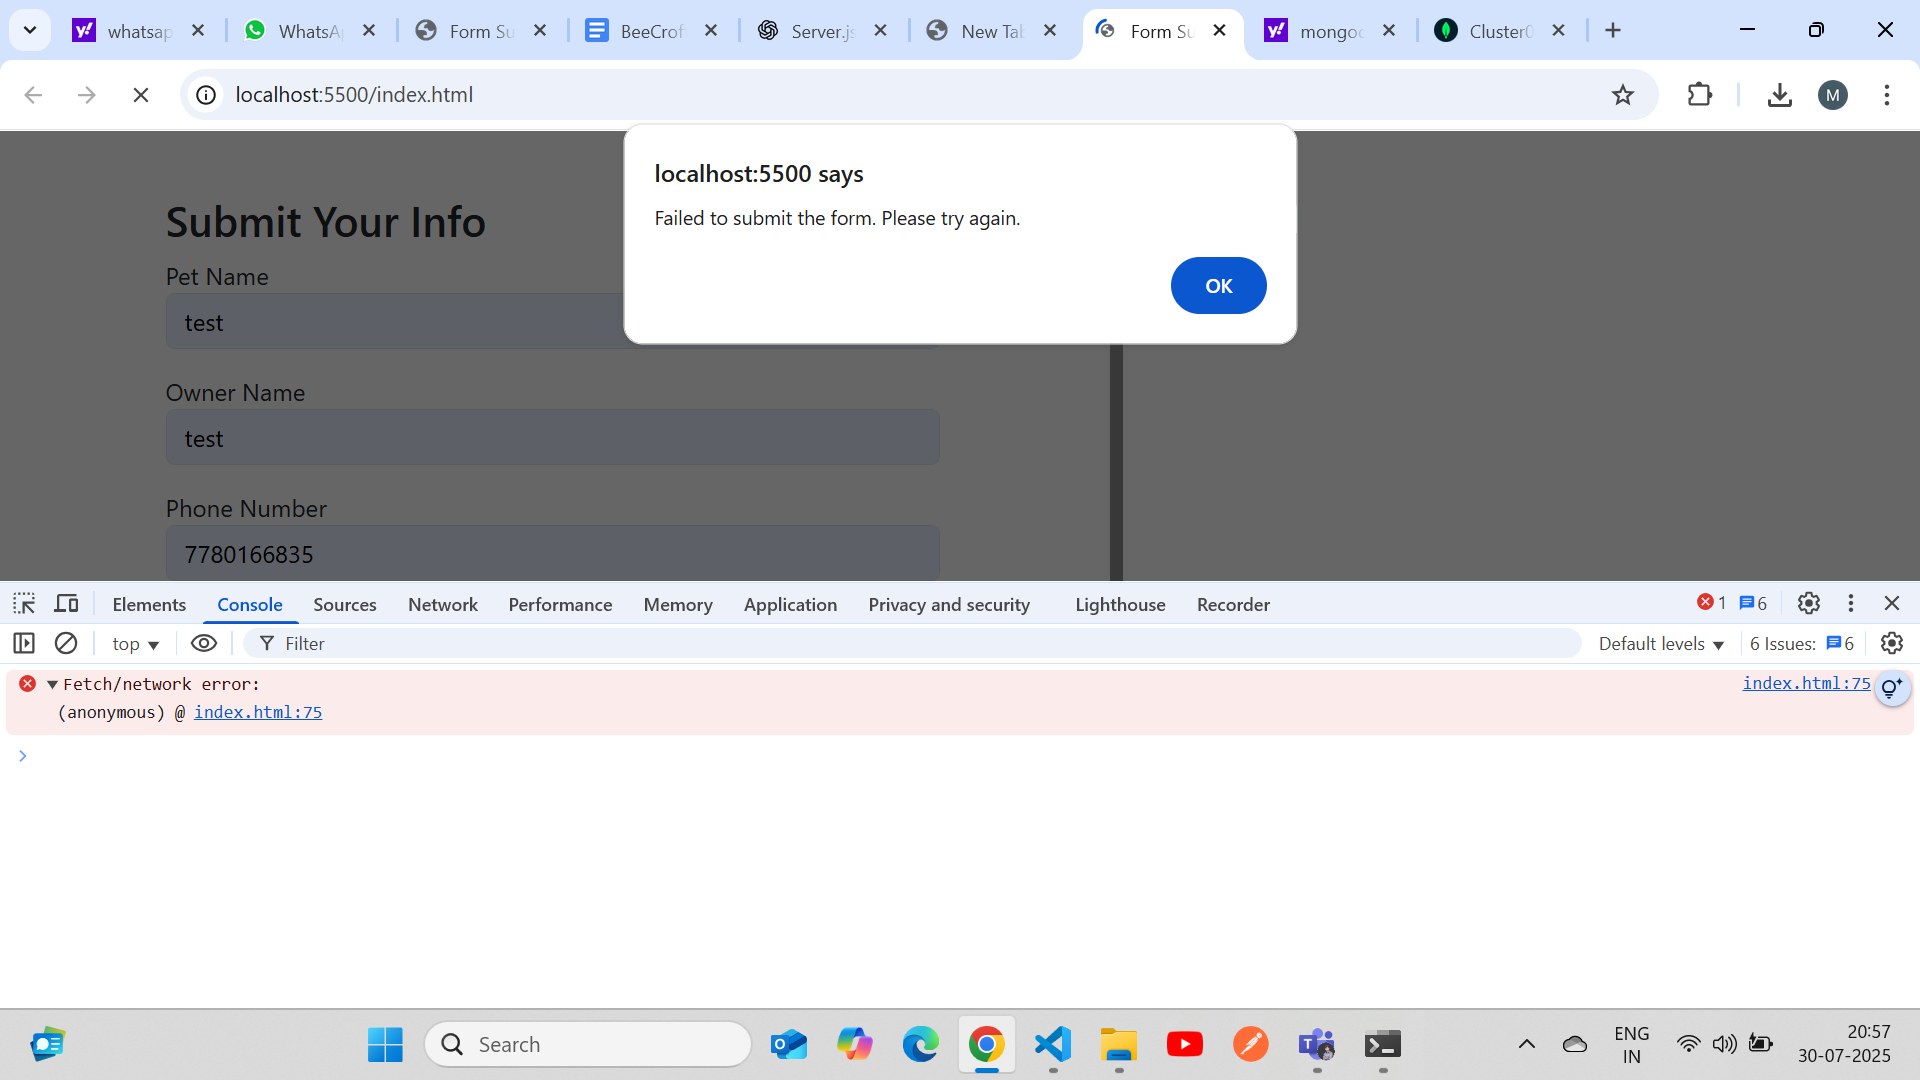 whatsap
WhatsA
Form Su
BeeCrof
Server.js
New Tab
Form Su
mongoo
Cluster0
localhost:5500/index.html
M
localhost:5500 says
Failed to submit the form. Please try again.
OK
Submit Your Info
Pet Name
test
Owner Name
test
Phone Number
7780166835
Elements Console Sources Network Performance Memory Application Privacy and security Lighthouse Recorder 1 6
top Filter Default levels 6 Issues: 6
Fetch/network error: index.html:75
(anonymous) @ index.html:75
Search
ENG
IN
20:57
30-07-2025